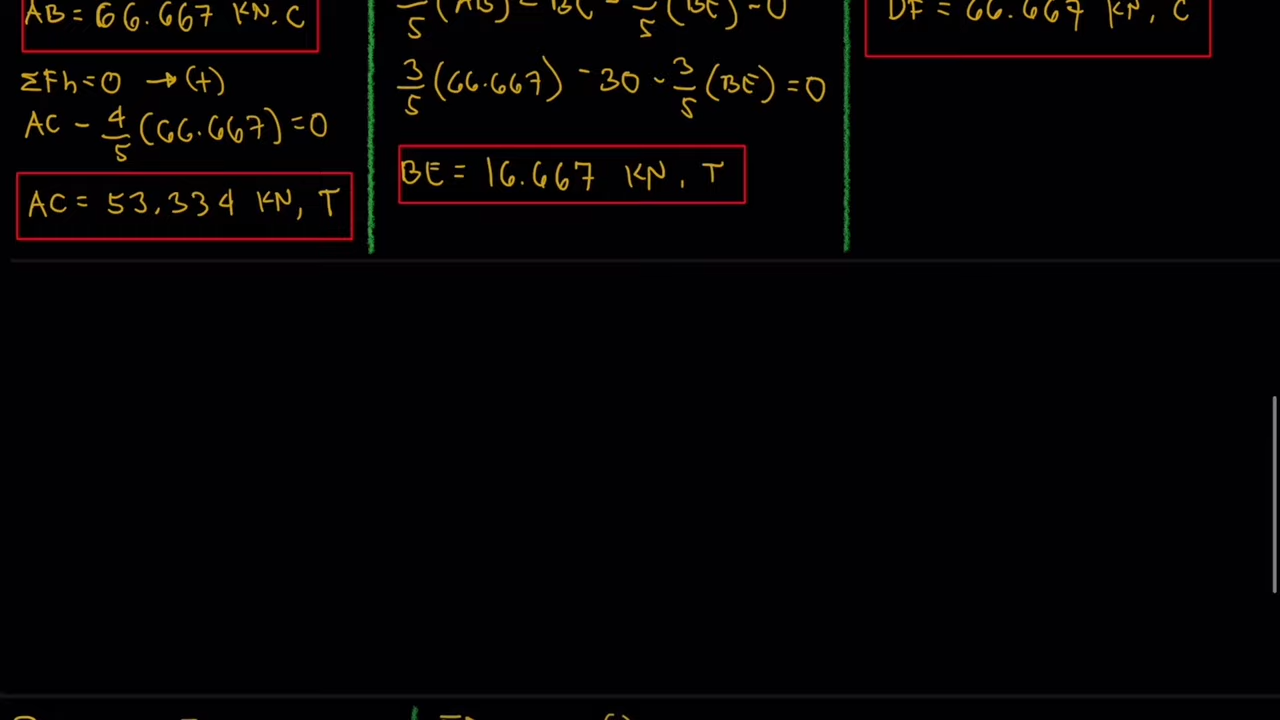 AB = 66.667 KN. C
ΣFh = 0 → (+)
AC - 4/5 (66.667) = 0
AC = 53.334 KN, T
3/5 (66.667) - 30 - 3/5 (BE) = 0
BE = 16.667 KN, T
DF = 66.667 KN, C